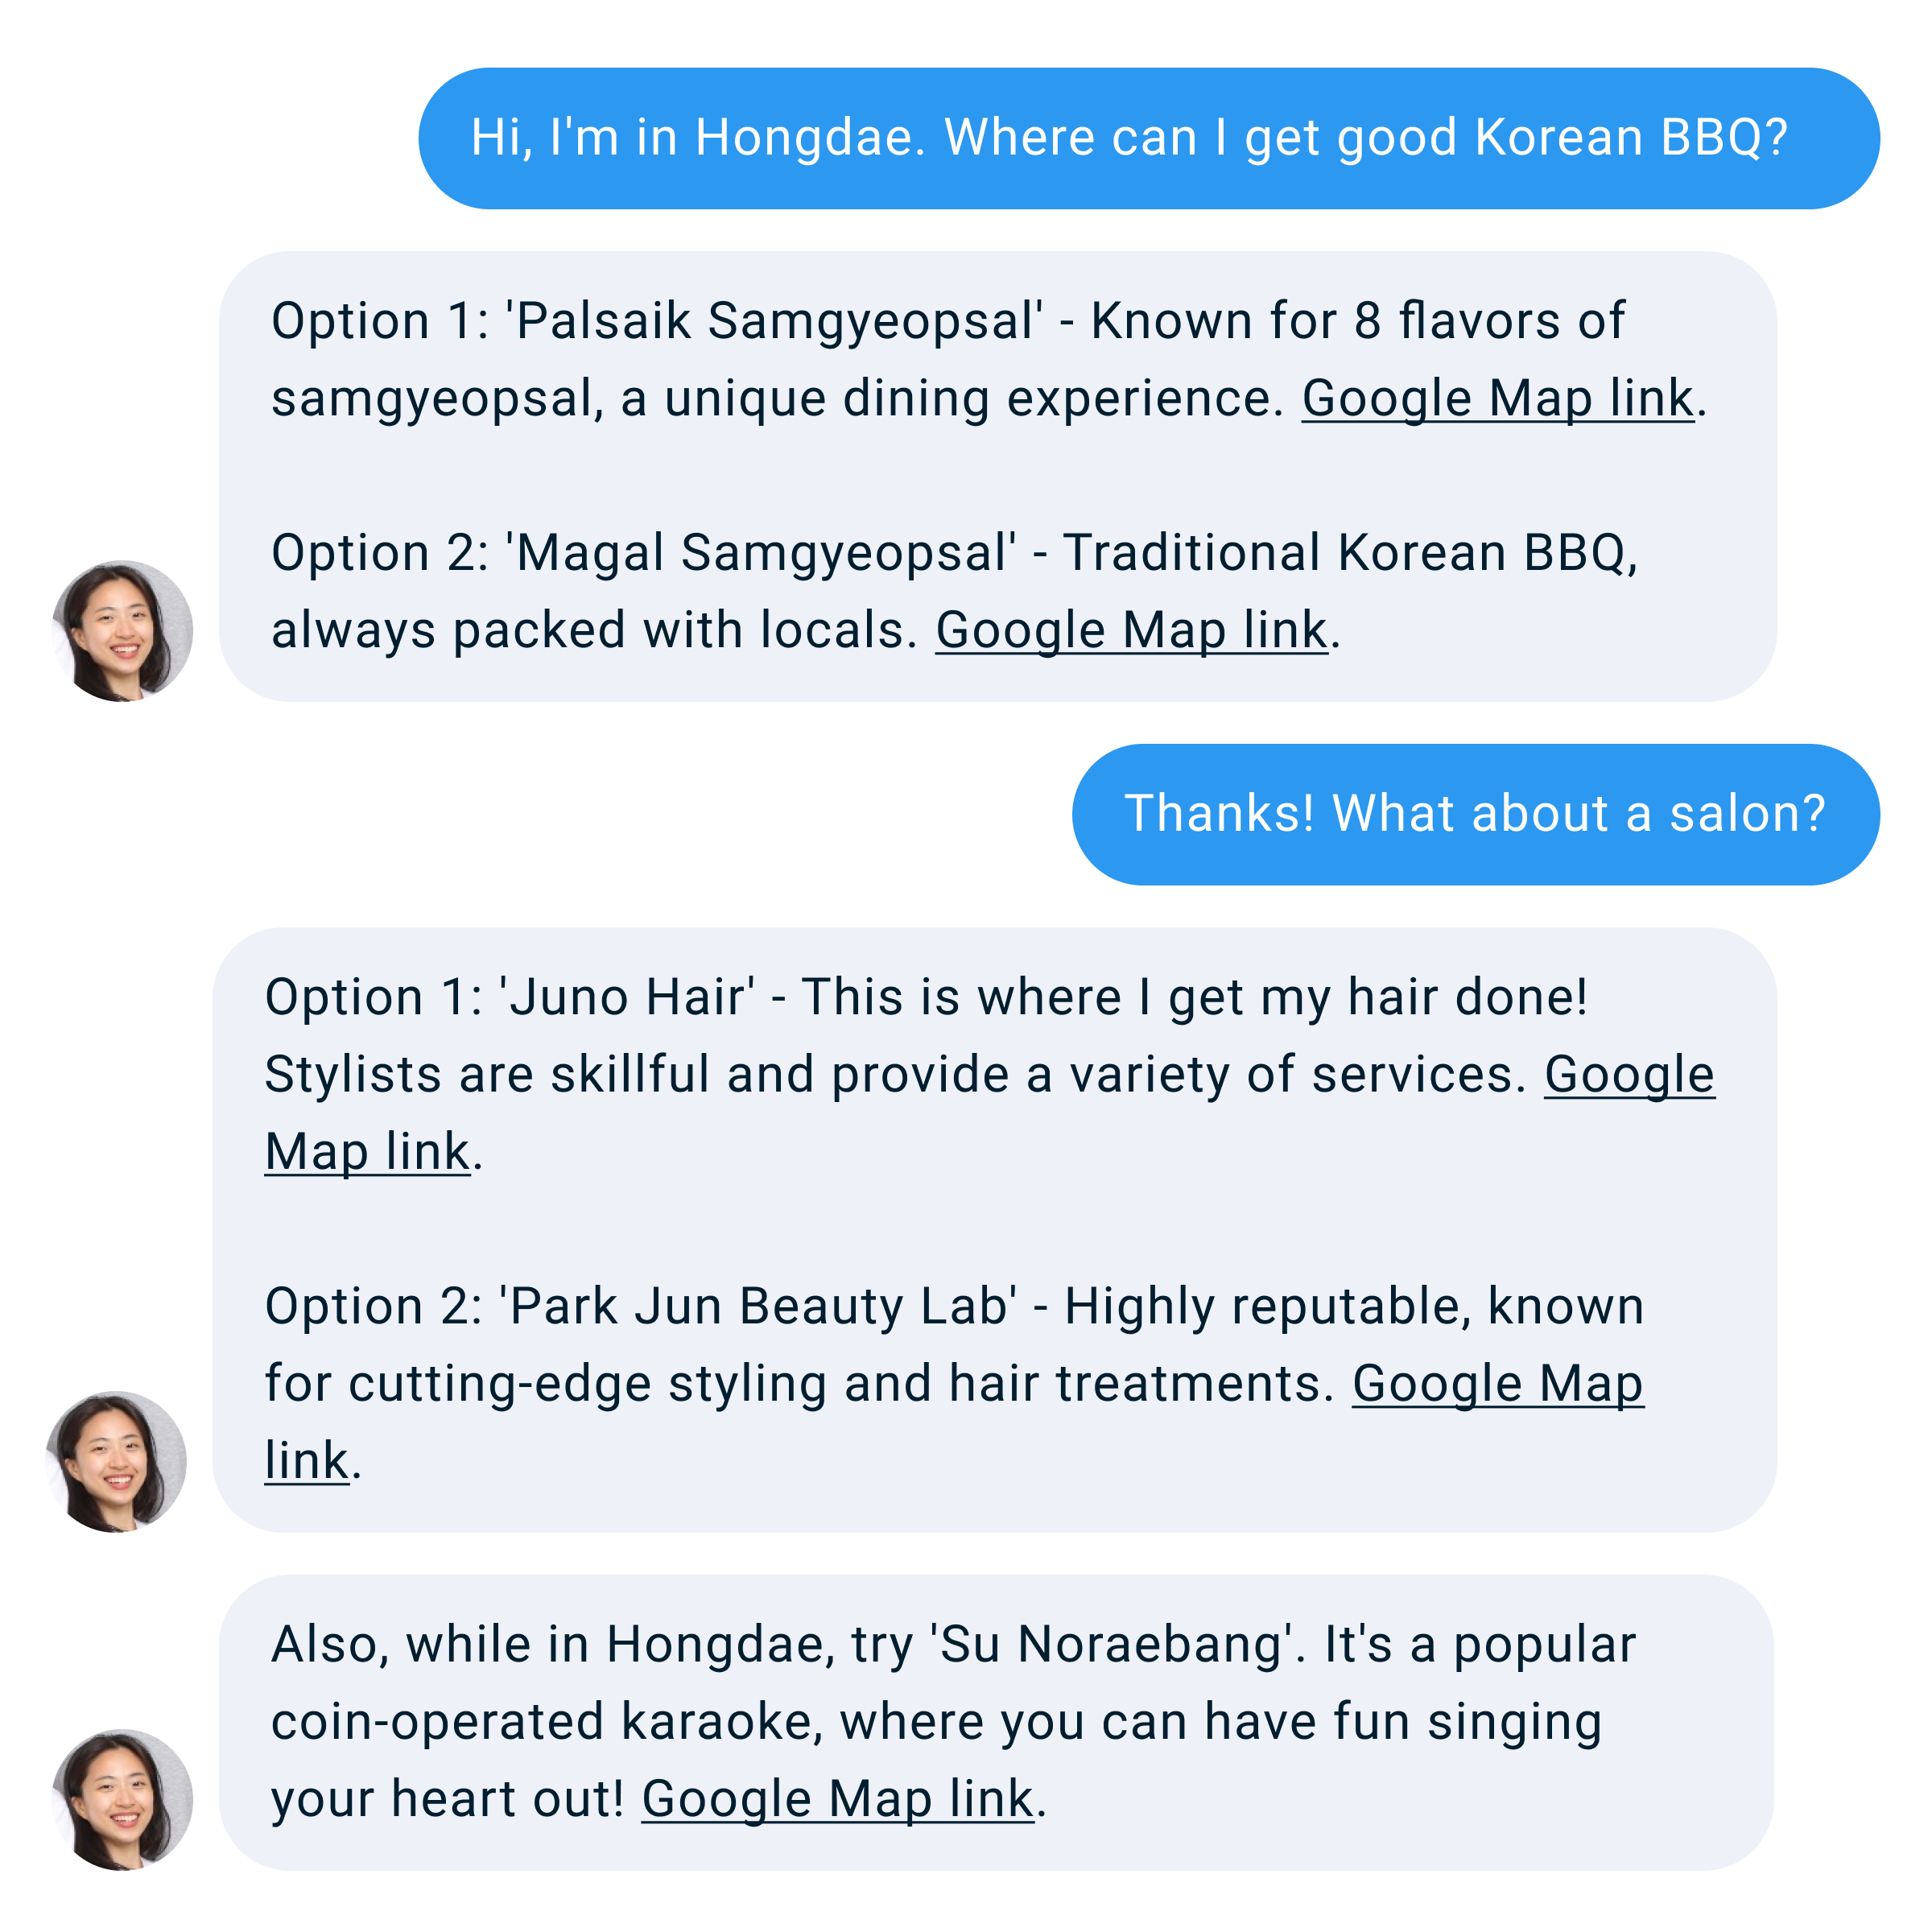 Hi, I'm in Hongdae. Where can I get good Korean BBQ?
Option 1: 'Palsaik Samgyeopsal' - Known for 8 flavors of
samgyeopsal, a unique dining experience. Google Map link.
Option 2: 'Magal Samgyeopsal' - Traditional Korean BBQ,
always packed with locals. Google Map link.
Thanks! What about a salon?
Option 1: 'Juno Hair' - This is where I get my hair done!
Stylists are skillful and provide a variety of services. Google
Map link.
Option 2: 'Park Jun Beauty Lab' - Highly reputable, known
for cutting-edge styling and hair treatments. Google Map
link.
Also, while in Hongdae, try 'Su Noraebang'. It's a popular
coin-operated karaoke, where you can have fun singing
your heart out! Google Map link.